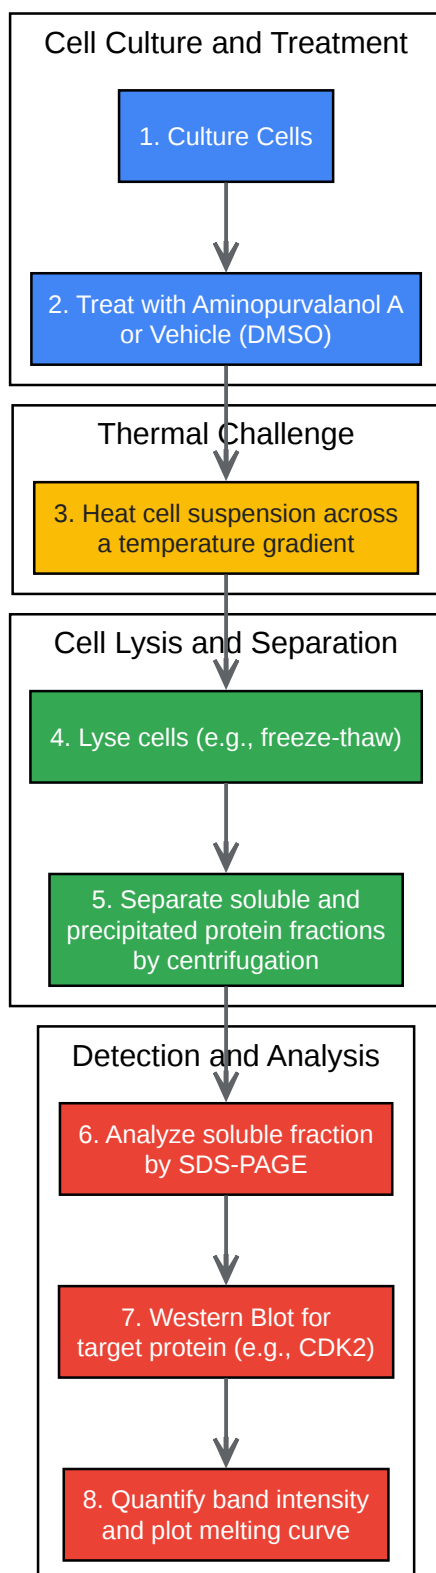 Cell Culture and Treatment
1. Culture Cells
2. Treat with Aminopurvalanol A
or Vehicle (DMSO)
Thermal Challenge
3. Heat cell suspension across
a temperature gradient
Cell Lysis and Separation
4. Lyse cells (e.g., freeze-thaw)
5. Separate soluble and
precipitated protein fractions
by centrifugation
Detection and Analysis
6. Analyze soluble fraction
by SDS-PAGE
7. Western Blot for
target protein (e.g., CDK2)
8. Quantify band intensity
and plot melting curve